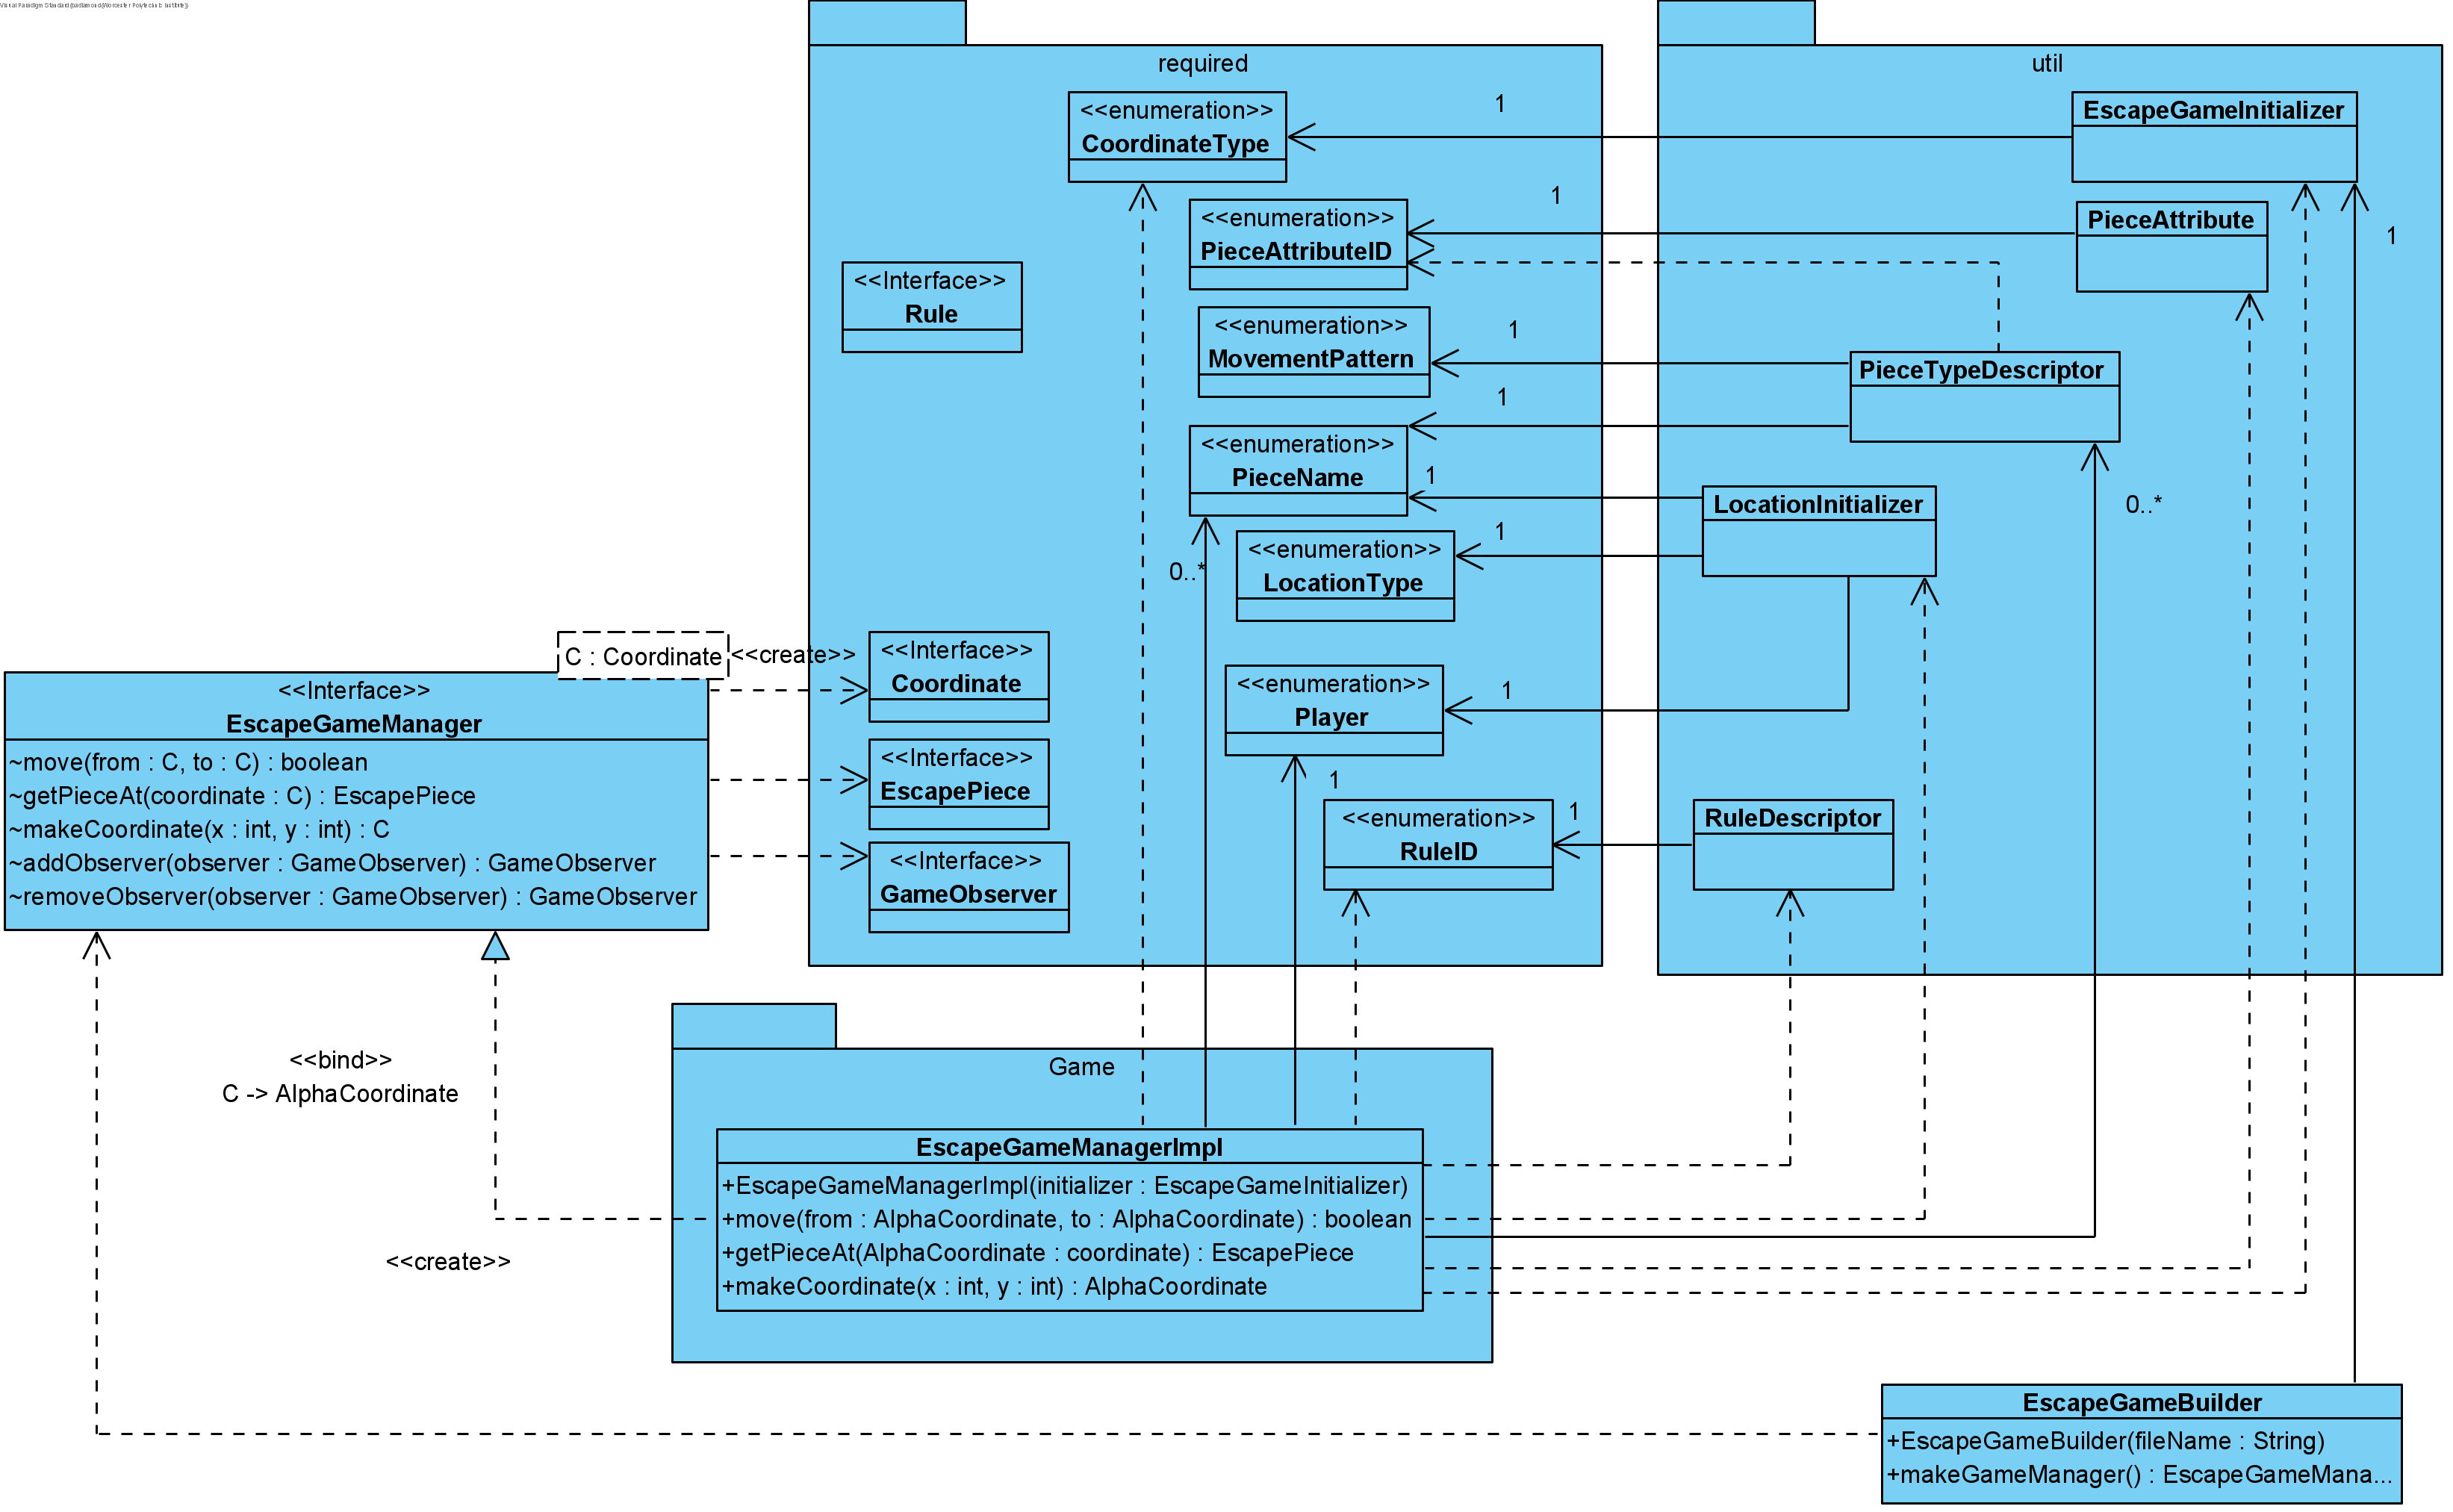 Visual Paradigm Standard(badiamond(Worcester Polytechnic Institute))
required
<<enumeration>>
CoordinateType
1
<<enumeration>>
PieceAttributeID
1
<<Interface>>
Rule
<<enumeration>>
MovementPattern
1
1
<<enumeration>>
PieceName
1
0..*
<<enumeration>>
LocationType
1
<<Interface>>
Coordinate
<<enumeration>>
Player
1
1
<<Interface>>
EscapePiece
<<enumeration>>
RuleID
1
<<Interface>>
GameObserver
util
EscapeGameInitializer
PieceAttribute
1
PieceTypeDescriptor
0..*
LocationInitializer
RuleDescriptor
C : Coordinate
<<create>>
<<Interface>>
EscapeGameManager
~move(from : C, to : C) : boolean
~getPieceAt(coordinate : C) : EscapePiece
~makeCoordinate(x : int, y : int) : C
~addObserver(observer : GameObserver) : GameObserver
~removeObserver(observer : GameObserver) : GameObserver
<<bind>>
C -> AlphaCoordinate
<<create>>
Game
EscapeGameManagerImpl
+EscapeGameManagerImpl(initializer : EscapeGameInitializer)
+move(from : AlphaCoordinate, to : AlphaCoordinate) : boolean
+getPieceAt(AlphaCoordinate : coordinate) : EscapePiece
+makeCoordinate(x : int, y : int) : AlphaCoordinate
EscapeGameBuilder
+EscapeGameBuilder(fileName : String)
+makeGameManager() : EscapeGameMana...